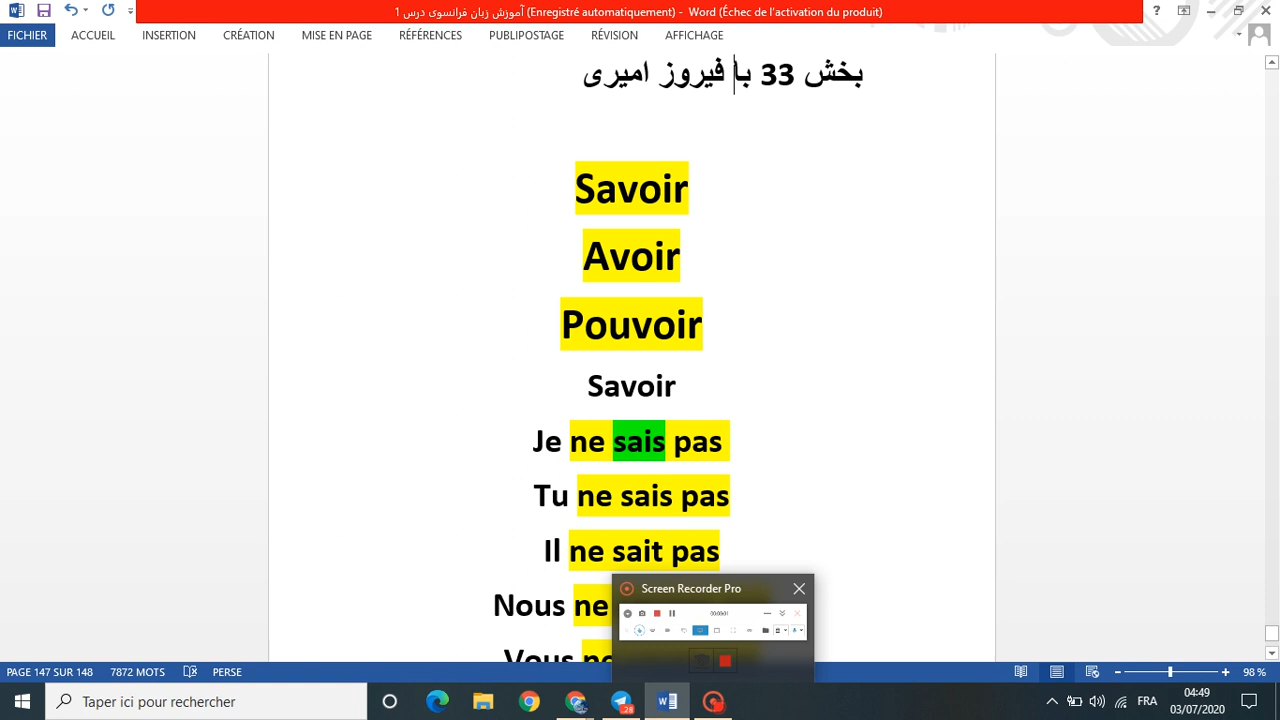 آموزش زبان فرانسوی درس 1 (Enregistré automatiquement) - Word (Échec de l'activation du produit)
FICHIER ACCUEIL INSERTION CRÉATION MISE EN PAGE RÉFÉRENCES PUBLIPOSTAGE RÉVISION AFFICHAGE
بخش 33 با فیروز امیری
Savoir
Avoir
Pouvoir
Savoir
Je ne sais pas
Tu ne sais pas
Il ne sait pas
Nous ne
Vous ne
Screen Recorder Pro
PAGE 147 SUR 148 7872 MOTS PERSE 98 %
Taper ici pour rechercher
28
FRA
04:49
03/07/2020